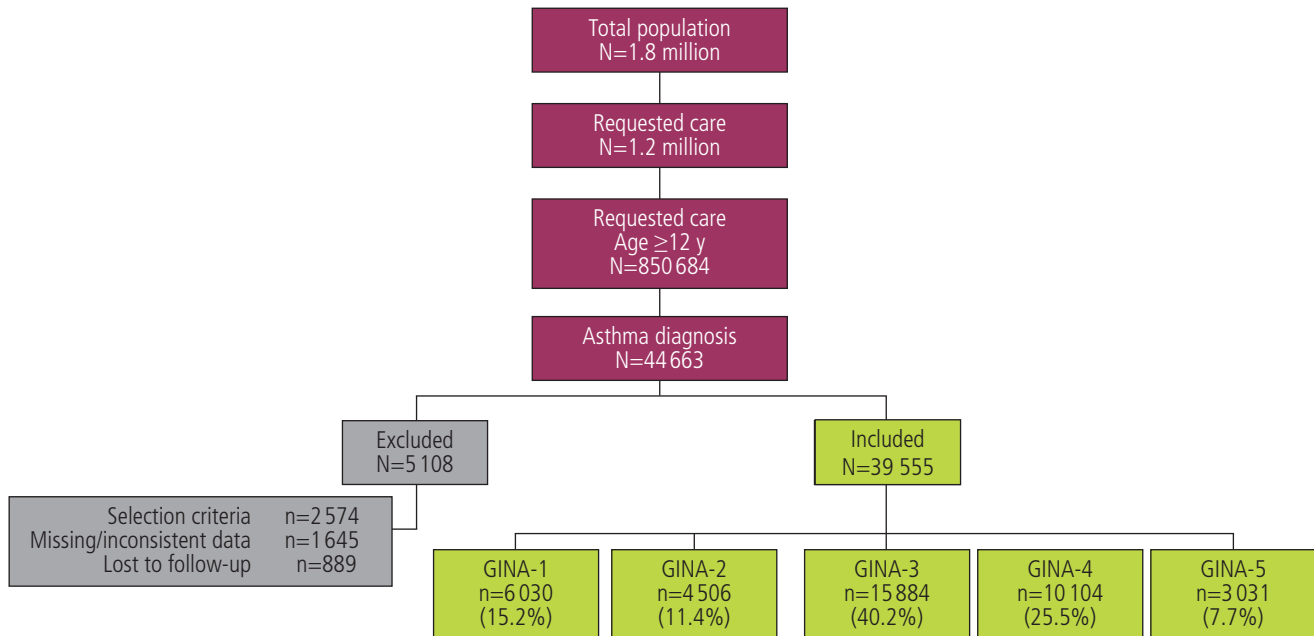 Total population
N=1.8 million
Requested care
N=1.2 million
Requested care
Age ≥12 y
N=850 684
Asthma diagnosis
N=44 663
Excluded
N=5 108
Included
N=39 555
Selection criteria n=2 574
Missing/inconsistent data n=1 645
Lost to follow-up n=889
GINA-1
n=6 030
(15.2%)
GINA-2
n=4 506
(11.4%)
GINA-3
n=15 884
(40.2%)
GINA-4
n=10 104
(25.5%)
GINA-5
n=3 031
(7.7%)